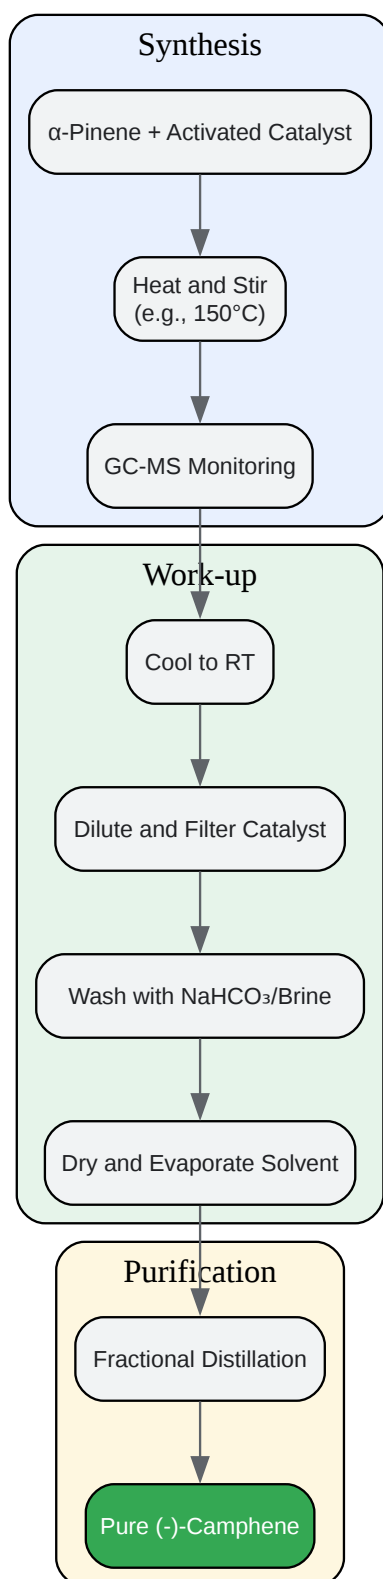 Synthesis
α-Pinene + Activated Catalyst
Heat and Stir
(e.g., 150°C)
GC-MS Monitoring
Work-up
Cool to RT
Dilute and Filter Catalyst
Wash with NaHCO₃/Brine
Dry and Evaporate Solvent
Purification
Fractional Distillation
Pure (-)-Camphene